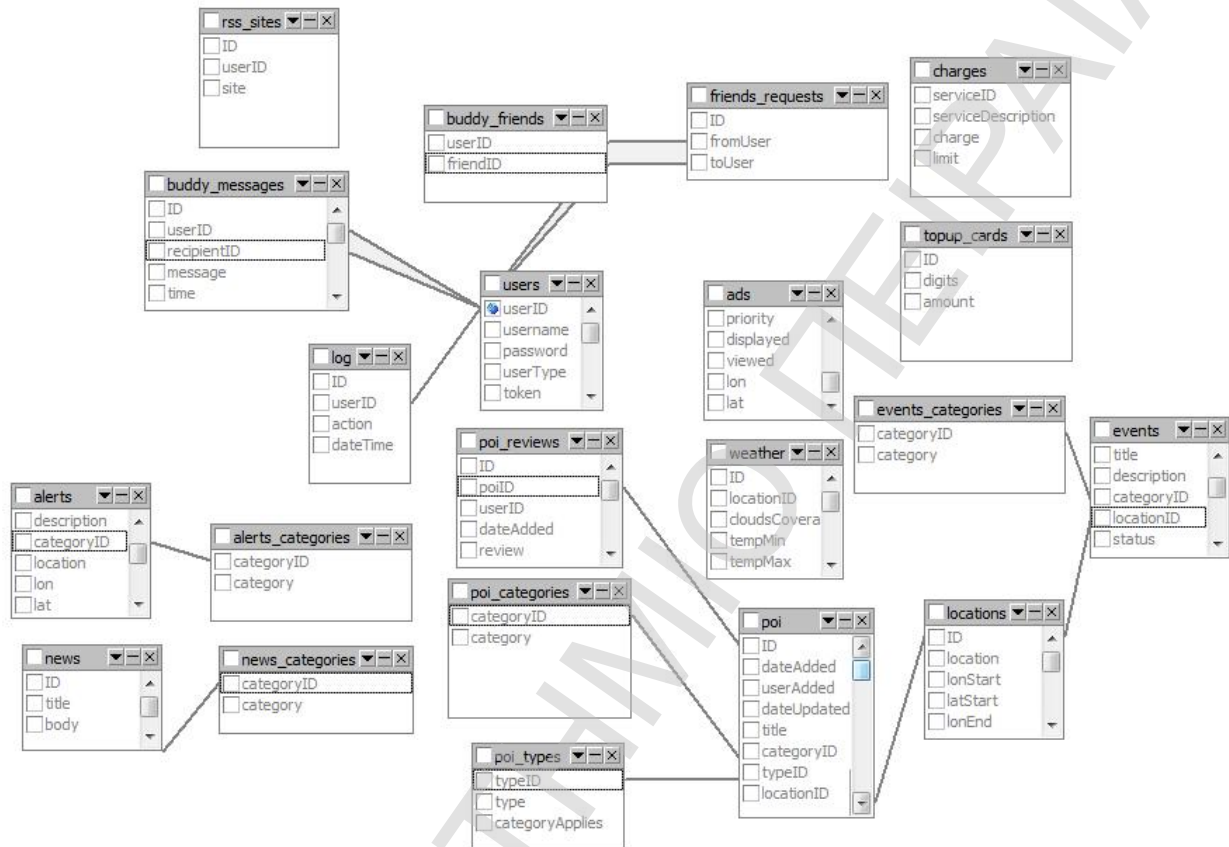 rss_sites
ID
userID
site
buddy_friends
userID
friendID
friends_requests
ID
fromUser
toUser
charges
serviceID
serviceDescription
charge
limit
buddy_messages
ID
userID
recipientID
message
time
topup_cards
ID
digits
amount
users
userID
username
password
userType
token
ads
priority
displayed
viewed
lon
lat
log
ID
userID
action
dateTime
events_categories
categoryID
category
events
title
description
categoryID
locationID
status
poi_reviews
ID
poiID
userID
dateAdded
review
weather
ID
locationID
cloudsCovera
tempMin
tempMax
alerts
description
categoryID
location
lon
lat
alerts_categories
categoryID
category
poi_categories
categoryID
category
poi
ID
dateAdded
userAdded
dateUpdated
title
categoryID
typeID
locationID
locations
ID
location
lonStart
latStart
lonEnd
news
ID
title
body
news_categories
categoryID
category
poi_types
typeID
type
categoryApplies